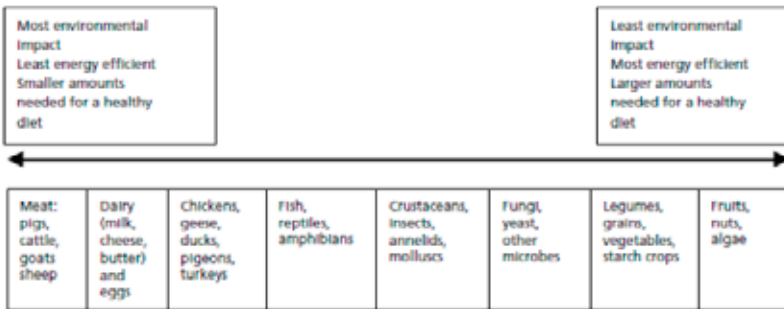 Most environmental
impact
Least energy efficient
Smaller amounts
needed for a healthy
diet
Least environmental
impact
Most energy efficient
Larger amounts
needed for a healthy
diet
Meat:
pigs,
cattle,
goats
sheep
Dairy
(milk,
cheese,
butter)
and
eggs
Chickens,
geese,
ducks,
pigeons,
turkeys
Fish,
reptiles,
amphibians
Crustaceans,
insects,
annelids,
molluscs
Fungi,
yeast,
other
microbes
Legumes,
grains,
vegetables,
starch crops
Fruits,
nuts,
algae